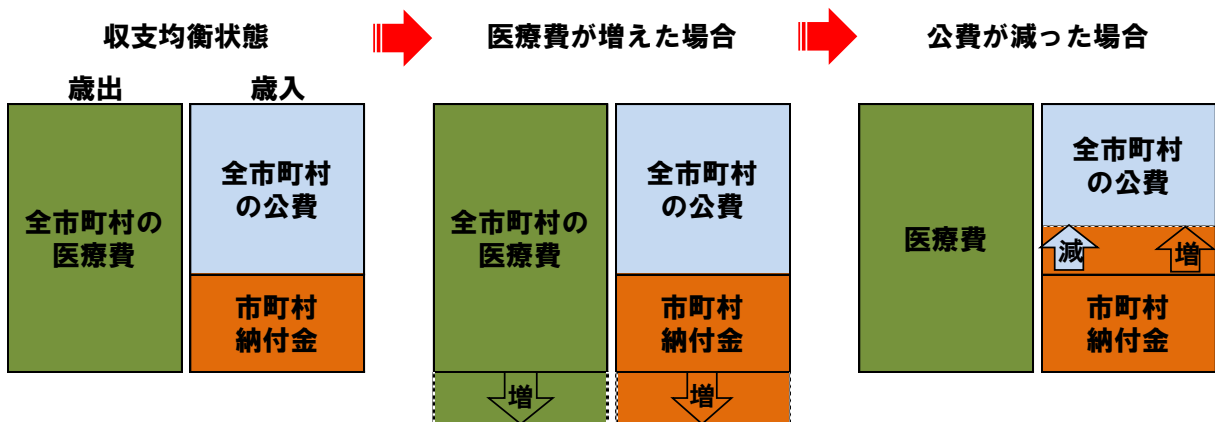 収支均衡状態
医療費が増えた場合
公費が減った場合
歳出
歳入
全市町村の
医療費
全市町村
の公費
市町村
納付金
全市町村の
医療費
増
全市町村
の公費
市町村
納付金
増
医療費
全市町村
の公費
減
増
市町村
納付金